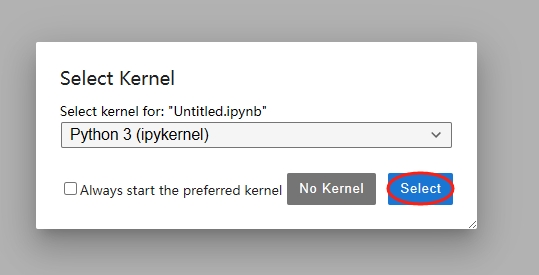 Select Kernel
Select kernel for: "Untitled.ipynb"
Python 3 (ipykernel)
Always start the preferred kernel No Kernel Select